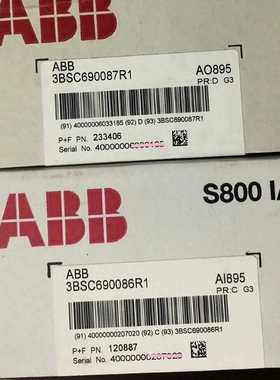 ABB
ABB AO895
3BSC690087R1 PR:D G3
(91) 40000006033185 (92) D (93) 3BSC690087R1
P+F PN. 233406
Serial No.
ABB
S800 I/
ABB AI895
3BSC690086R1 PR:C G3
(91) 40000000207020 (92) C (93) 3BSC690086R1
P+F PN. 120887
Serial No.